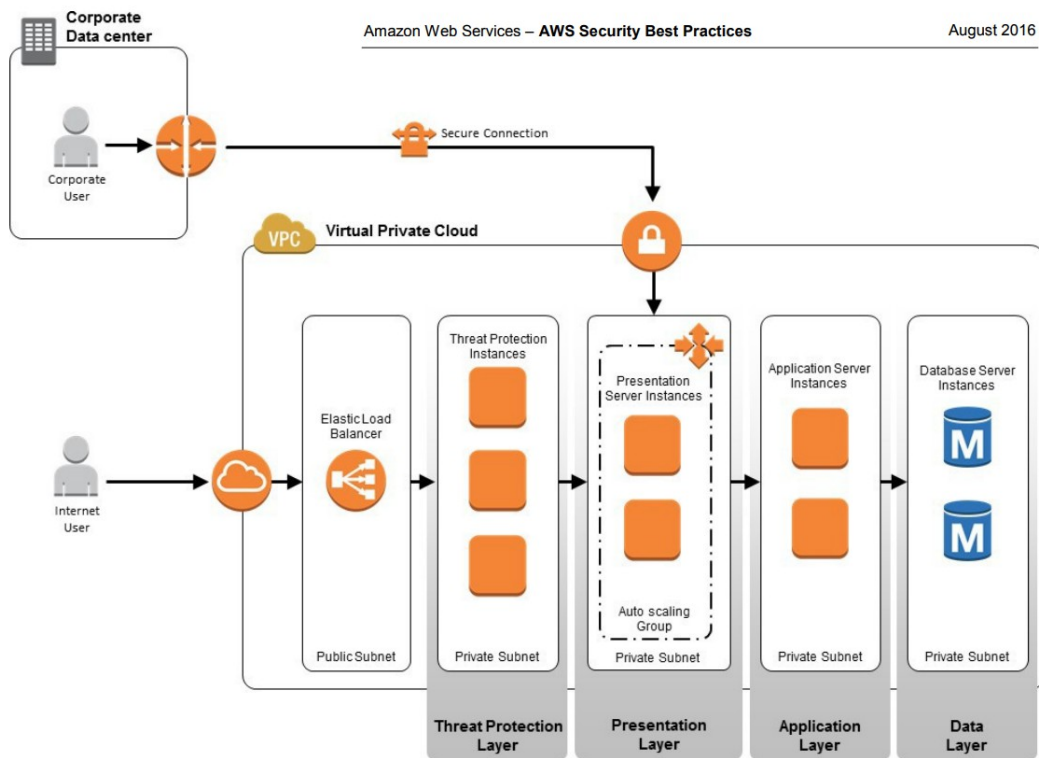 Corporate
Data center
Amazon Web Services – AWS Security Best Practices
August 2016
Secure Connection
Corporate
User
VPC
Virtual Private Cloud
Threat Protection
Instances
Presentation
Server Instances
Application Server
Instances
Database Server
Instances
Elastic Load
Balancer
M
M
Internet
User
Auto scaling
Group
Public Subnet
Private Subnet
Private Subnet
Private Subnet
Private Subnet
Threat Protection
Layer
Presentation
Layer
Application
Layer
Data
Layer